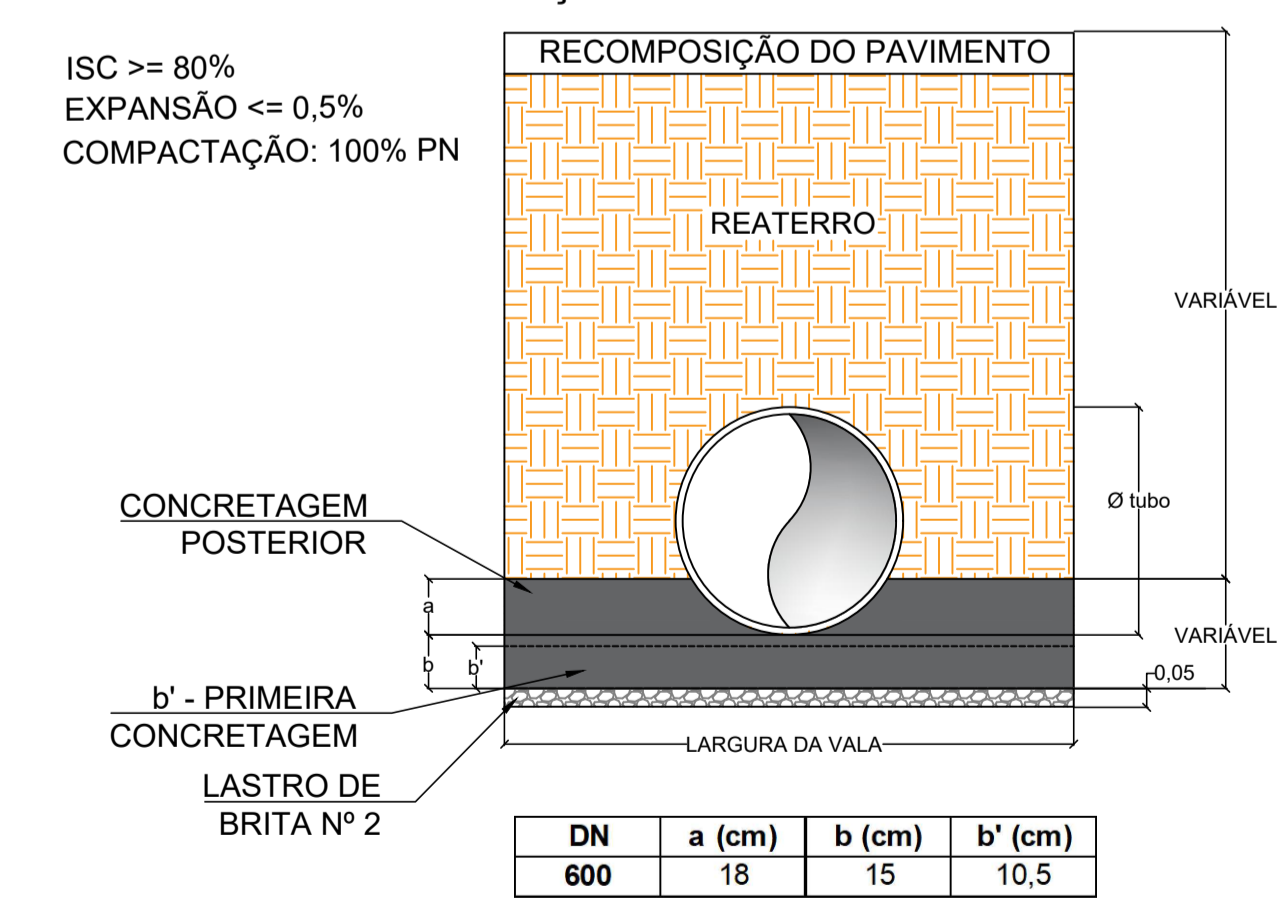 RECOMPOSIÇÃO DO PAVIMENTO
ISC >= 80%
EXPANSÃO <= 0,5%
COMPACTAÇÃO: 100% PN
REATERRO
VARIÁVEL
Ø tubo
CONCRETAGEM
POSTERIOR
a
b
b'
VARIÁVEL
0,05
b' - PRIMEIRA
CONCRETAGEM
LARGURA DA VALA
LASTRO DE
BRITA Nº 2
DN a (cm) b (cm) b' (cm)
600 18 15 10,5